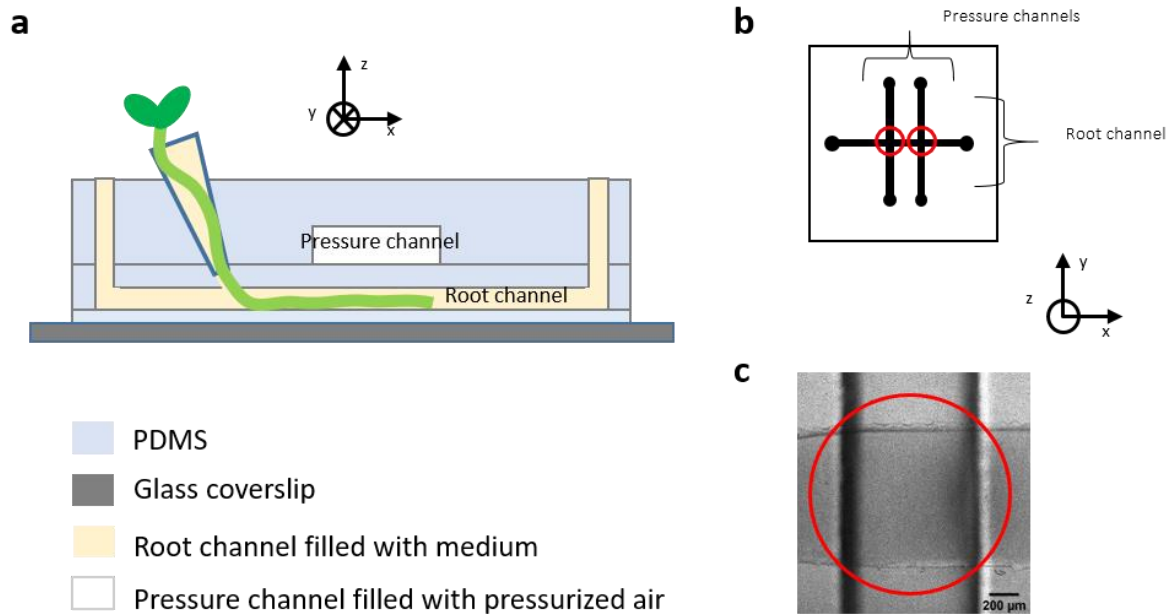 a
z
y
x
Pressure channel
Root channel
PDMS
Glass coverslip
Root channel filled with medium
Pressure channel filled with pressurized air
b
Pressure channels
Root channel
y
z
x
c
200 µm